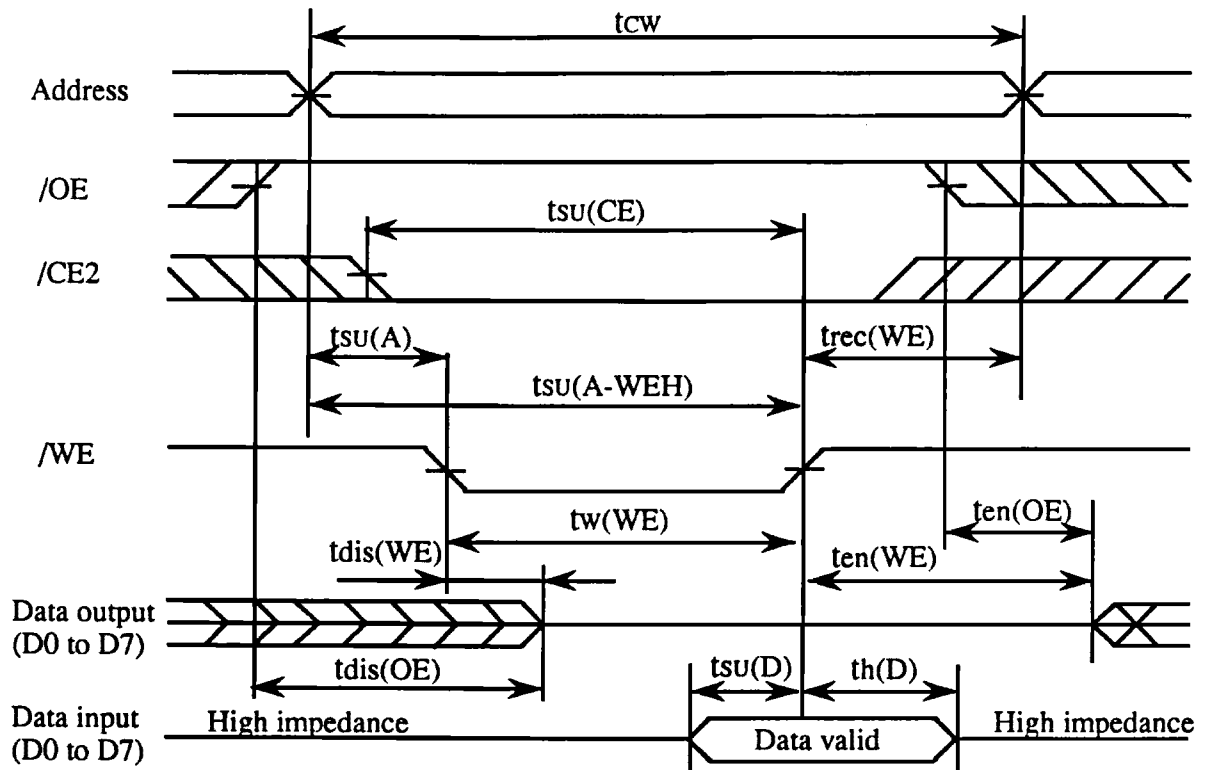 tcw
Address
/OE
tsu(CE)
/CE2
tsu(A)
trec(WE)
tsu(A-WEH)
/WE
tw(WE)
ten(OE)
tdis(WE)
ten(WE)
Data output
(D0 to D7)
tdis(OE)
tsu(D)
th(D)
Data input
(D0 to D7)
High impedance
Data valid
High impedance